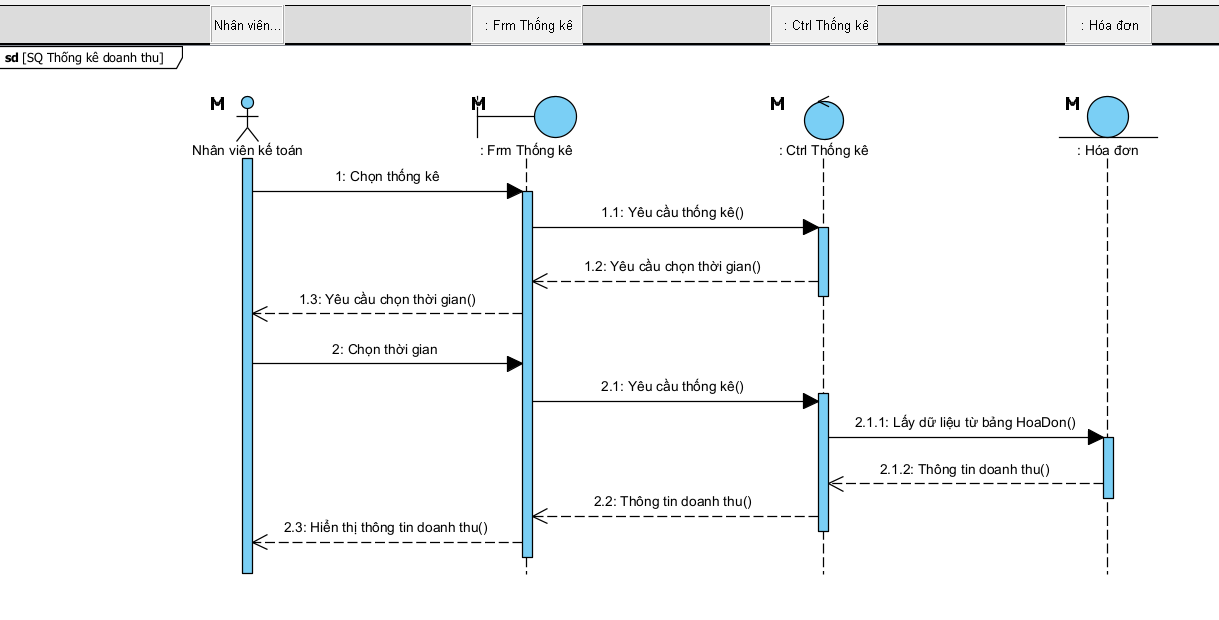 Nhân viên...
: Frm Thống kê
: Ctrl Thống kê
: Hóa đơn
sd [SQ Thống kê doanh thu]
M
M
M
M
Nhân viên kế toán
: Frm Thống kê
: Ctrl Thống kê
: Hóa đơn
1: Chọn thống kê
1.1: Yêu cầu thống kê()
1.2: Yêu cầu chọn thời gian()
1.3: Yêu cầu chọn thời gian()
2: Chọn thời gian
2.1: Yêu cầu thống kê()
2.1.1: Lấy dữ liệu từ bảng HoaDon()
2.1.2: Thông tin doanh thu()
2.2: Thông tin doanh thu()
2.3: Hiển thị thông tin doanh thu()